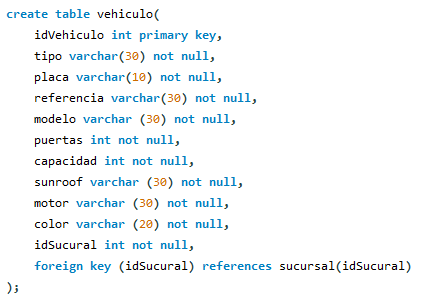 create table vehiculo(
idVehiculo int primary key,
tipo varchar(30) not null,
placa varchar(10) not null,
referencia varchar(30) not null,
modelo varchar (30) not null,
puertas int not null,
capacidad int not null,
sunroof varchar (30) not null,
motor varchar (30) not null,
color varchar (20) not null,
idSucural int not null,
foreign key (idSucural) references sucursal(idSucural)
);